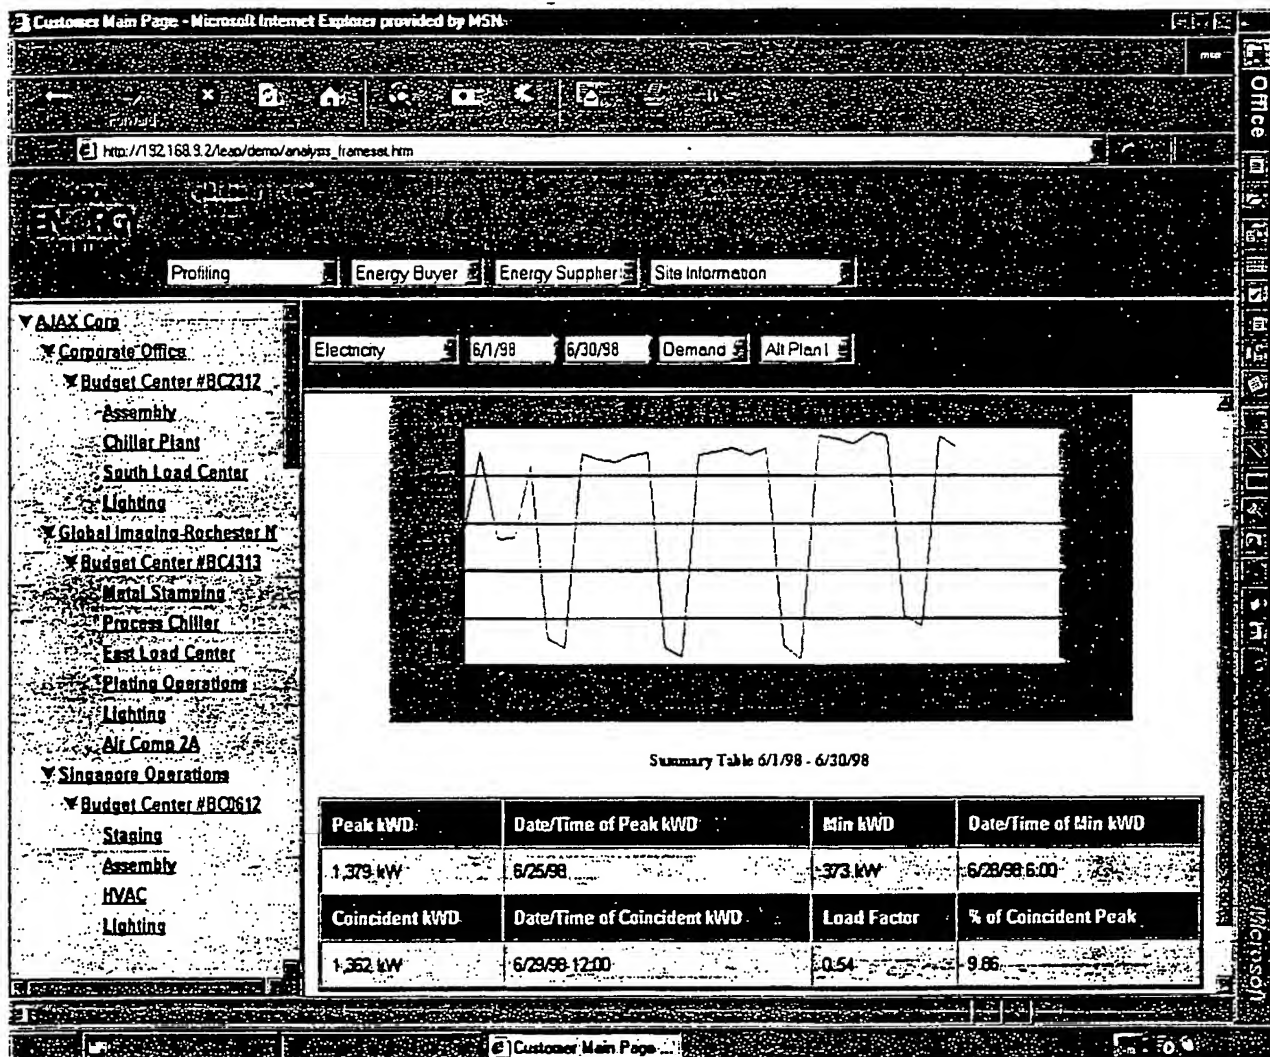 Customer Main Page - Microsoft Internet Explorer provided by MSN
msn
Forward
http://192.168.9.2/leap/demo/analysis_frameset.htm
Office
Profiling
Energy Buyer
Energy Supplier
Site Information
AJAX Corp
Corporate Office
Budget Center #BC2312
Assembly
Chiller Plant
South Load Center
Lighting
Global Imaging-Rochester N
Budget Center #BC4313
Metal Stamping
Process Chiller
East Load Center
Plating Operations
Lighting
Air Comp 2A
Singapore Operations
Budget Center #BC0612
Staging
Assembly
HVAC
Lighting
Electricity 6/1/98 6/30/98 Demand Alt Plan I
Summary Table 6/1/98 - 6/30/98
Peak kWD Date/Time of Peak kWD Min kWD Date/Time of Min kWD
1,379 kW 6/25/98 373 kW 6/28/98 6:00
Coincident kWD Date/Time of Coincident kWD Load Factor % of Coincident Peak
1,362 kW 6/29/98 12:00 0.54 9.86
Microsoft
Customer Main Page ...